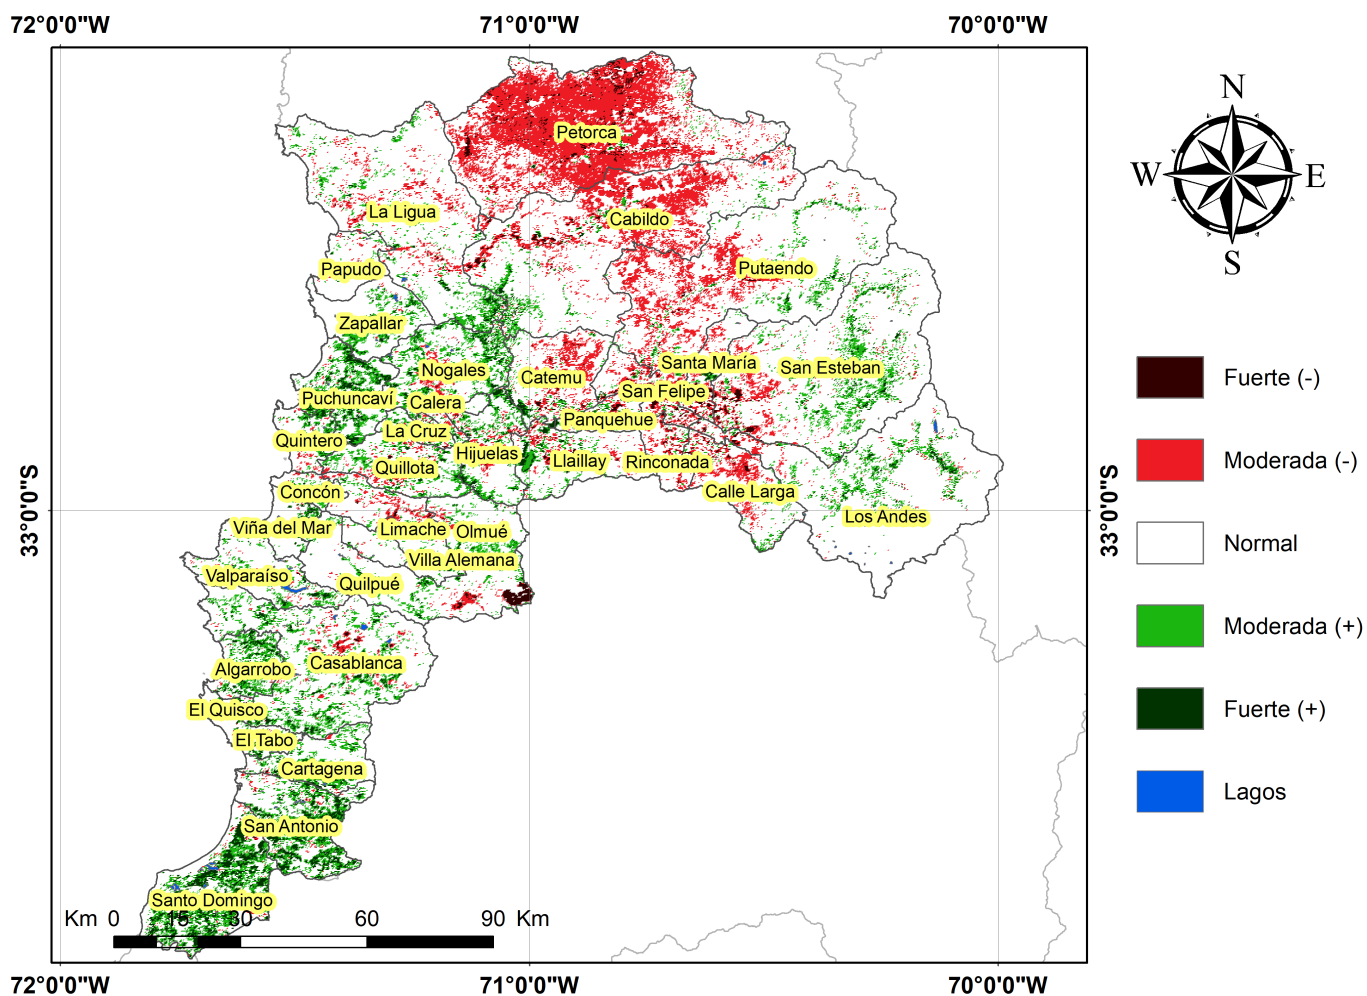 72°0'0"W 71°0'0"W 70°0'0"W
N
W E
S
Petorca
La Ligua
Cabildo
Papudo
Putaendo
Zapallar
Nogales
Catemu
Santa María
San Esteban
Puchuncaví
Calera
San Felipe
Panquehue
La Cruz
Quintero
Hijuelas
Quillota
Llaillay
Rinconada
Concón
Calle Larga
Los Andes
Viña del Mar
Limache
Olmué
Villa Alemana
Valparaíso
Quilpué
Algarrobo
Casablanca
El Quisco
El Tabo
Cartagena
San Antonio
Santo Domingo
33°0'0"S
33°0'0"S
Fuerte (-)
Moderada (-)
Normal
Moderada (+)
Fuerte (+)
Lagos
Km 0 15 30 60 90 Km
72°0'0"W 71°0'0"W 70°0'0"W